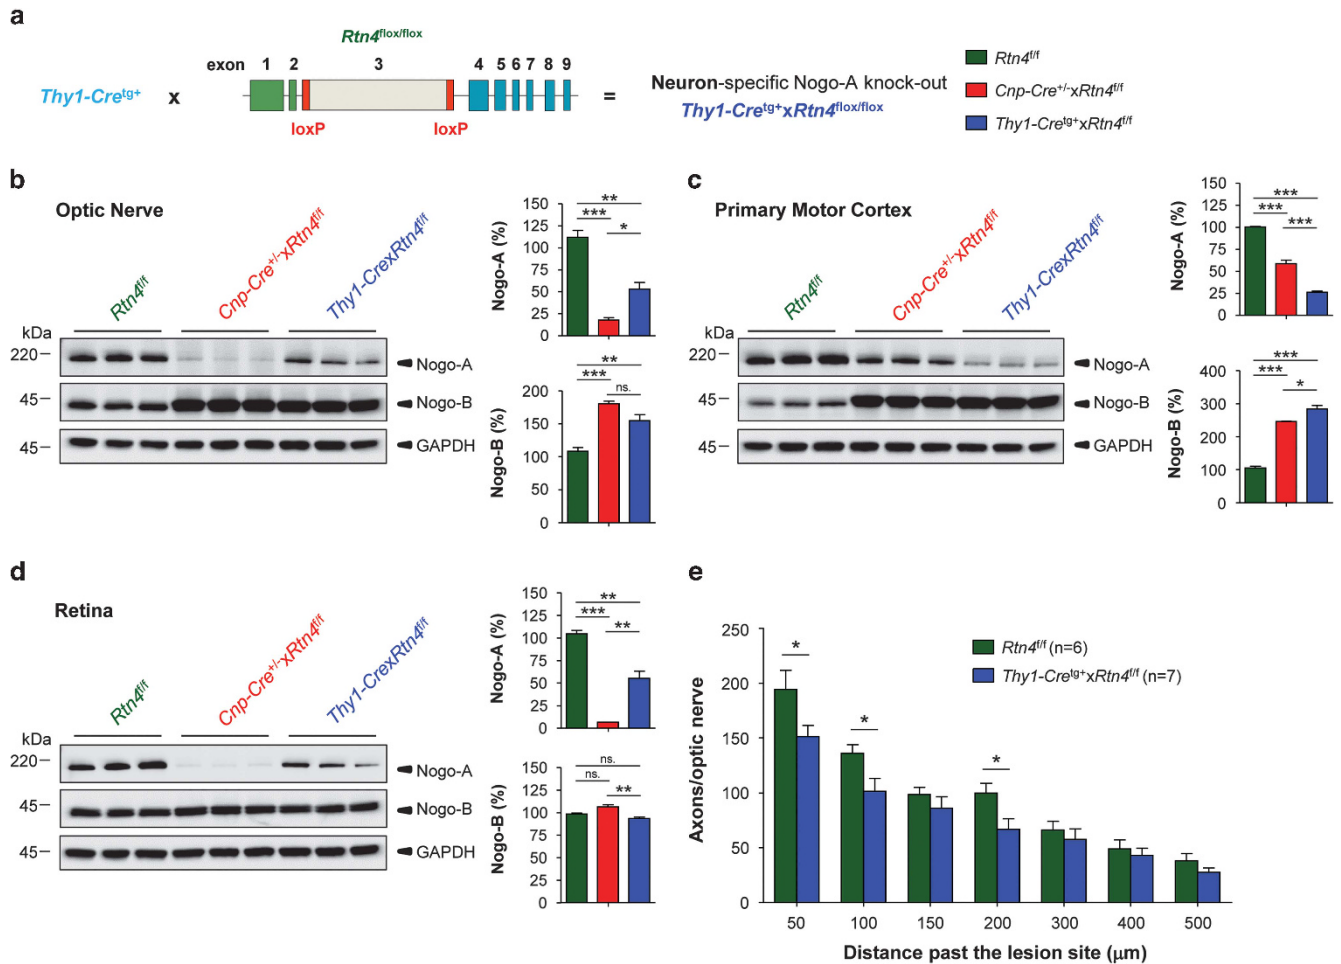 a
Rtn4flox/flox
exon 1 2 3 4 5 6 7 8 9
Thy1-Cretg+ x = Neuron-specific Nogo-A knock-out
Thy1-Cretg+xRtn4flox/flox
loxP loxP
Rtn4f/f
Cnp-Cre+/-xRtn4f/f
Thy1-Cretg+xRtn4f/f
b
Optic Nerve
Rtn4f/f
Cnp-Cre+/-xRtn4f/f
Thy1-CrexRtn4f/f
kDa
220
Nogo-A
45
Nogo-B
45
GAPDH
Nogo-A (%)
150
125
100
75
50
25
0
**
***
*
Nogo-B (%)
200
150
100
50
0
**
***
ns.
c
Primary Motor Cortex
Rtn4f/f
Cnp-Cre+/-xRtn4f/f
Thy1-CrexRtn4f/f
kDa
220
Nogo-A
45
Nogo-B
45
GAPDH
Nogo-A (%)
150
125
100
75
50
25
0
***
*** ***
Nogo-B (%)
400
300
200
100
0
***
***
*
d
Retina
Rtn4f/f
Cnp-Cre+/-xRtn4f/f
Thy1-CrexRtn4f/f
kDa
220
Nogo-A
45
Nogo-B
45
GAPDH
Nogo-A (%)
150
125
100
75
50
25
0
**
***
**
Nogo-B (%)
150
125
100
75
50
25
0
ns.
ns.
**
e
Axons/optic nerve
250
200
150
100
50
0
* * *
Rtn4f/f (n=6)
Thy1-Cretg+xRtn4f/f (n=7)
50 100 150 200 300 400 500
Distance past the lesion site (µm)